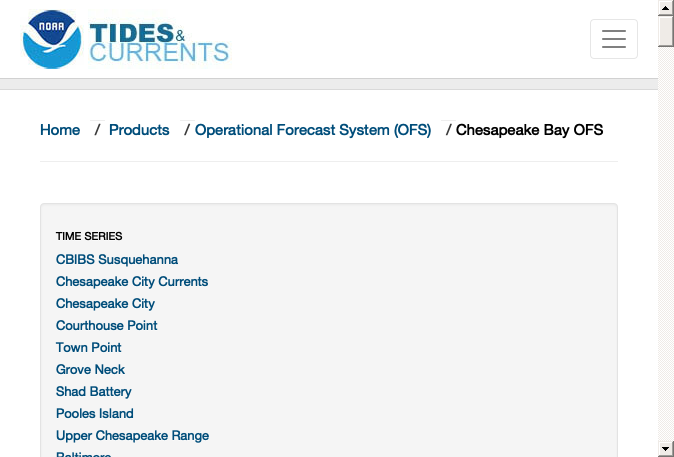 NOAA
TIDES&
CURRENTS
Home / Products / Operational Forecast System (OFS) / Chesapeake Bay OFS
TIME SERIES
CBIBS Susquehanna
Chesapeake City Currents
Chesapeake City
Courthouse Point
Town Point
Grove Neck
Shad Battery
Pooles Island
Upper Chesapeake Range
Baltimore